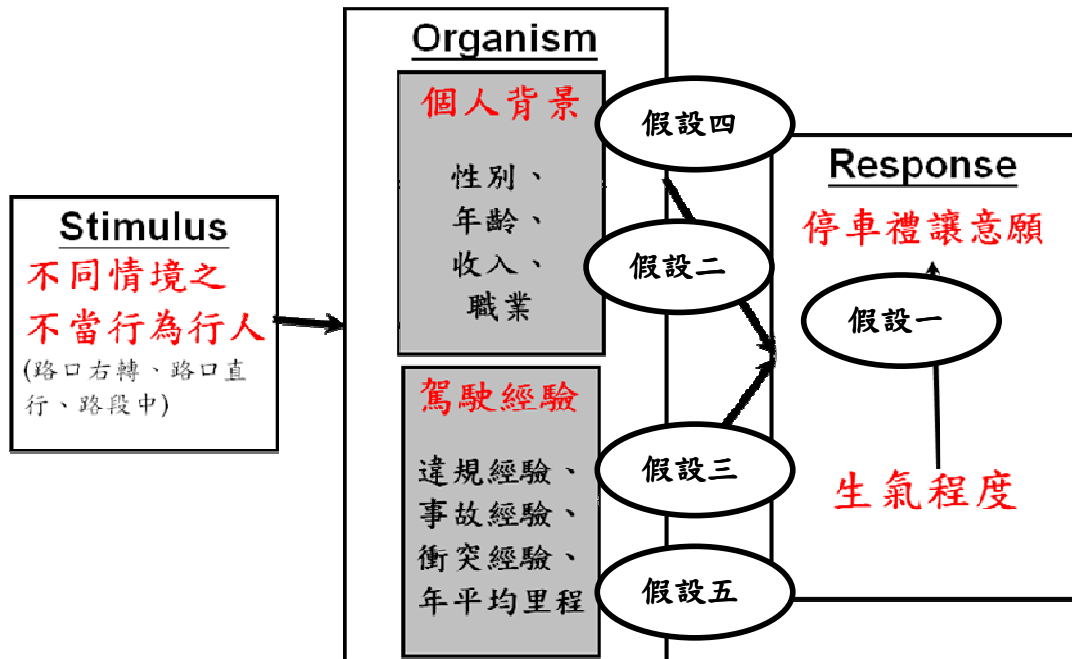 Stimulus
不同情境之
不當行為行人
(路口右轉、路口直
行、路段中)
Organism
個人背景
性別、
年齡、
收入、
職業
駕駛經驗
違規經驗、
事故經驗、
衝突經驗、
年平均里程
假設四
假設二
假設三
假設五
Response
停車禮讓意願
假設一
生氣程度